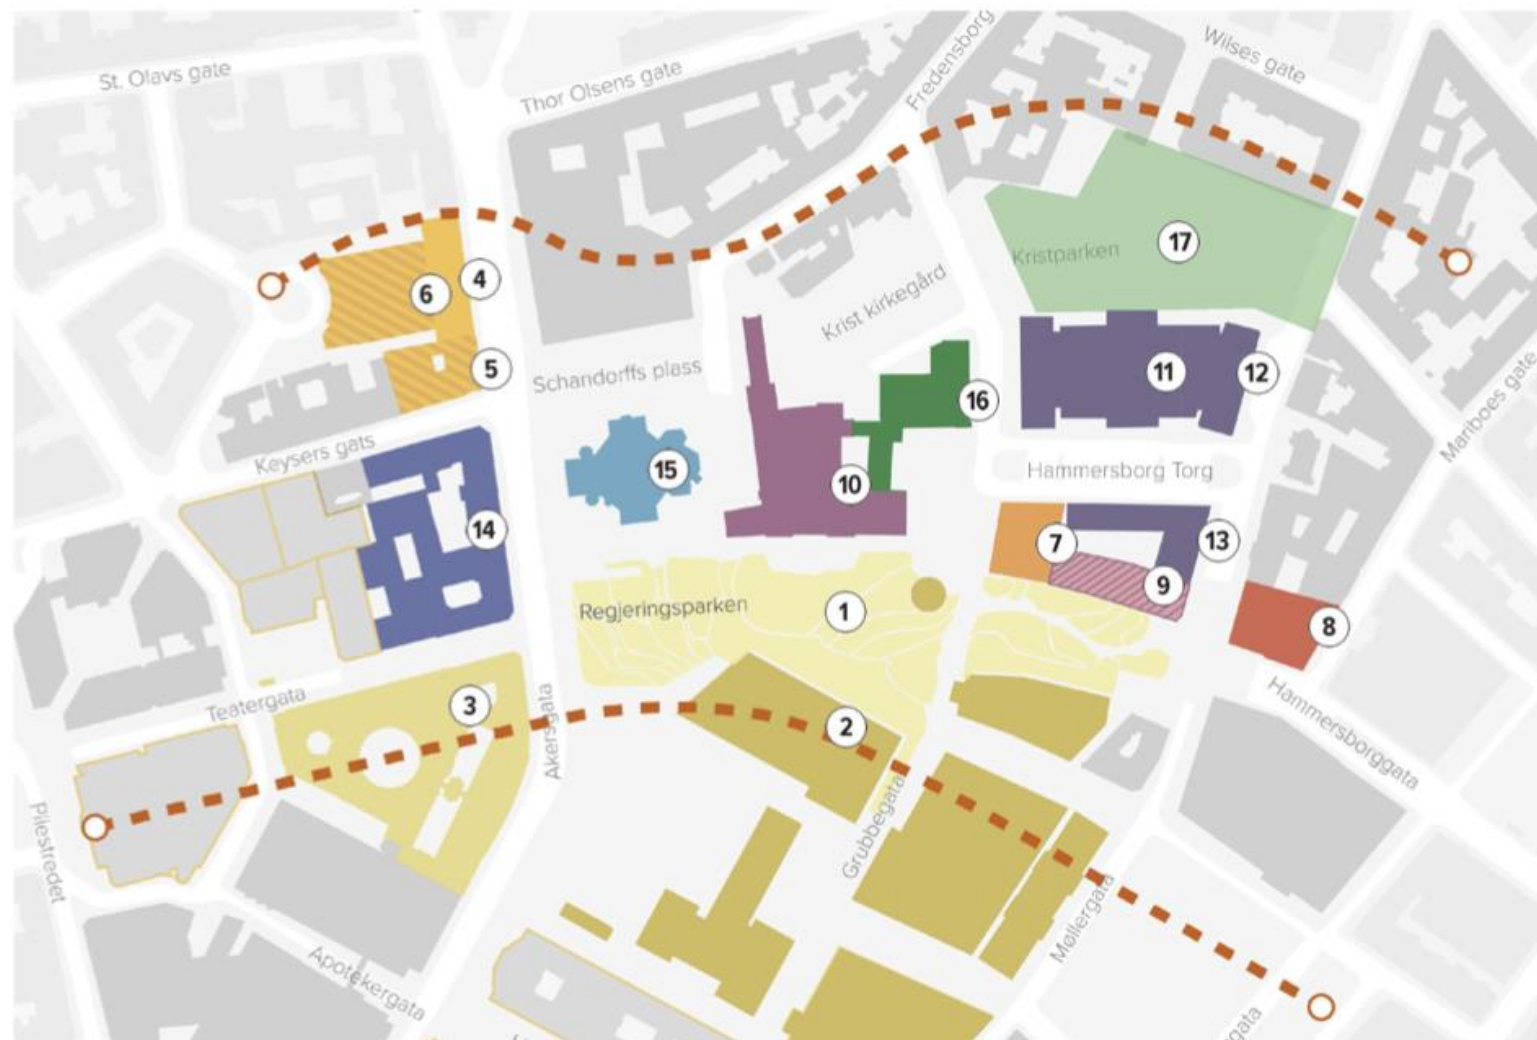 St. Olavs gate
Thor Olsens gate
Fredensborg
Wilses gate
Kristparken
17
4
6
5
Krist kirkegård
Schandorffs plass
11
12
16
Mariboes gate
Keysers gats
15
10
Hammersborg Torg
14
7
13
9
Regjeringsparken
1
8
Teatergata
3
Akersgata
2
Hammersborggata
Pilestredet
Grubbegata
Møllergata
Apotekergata
gata